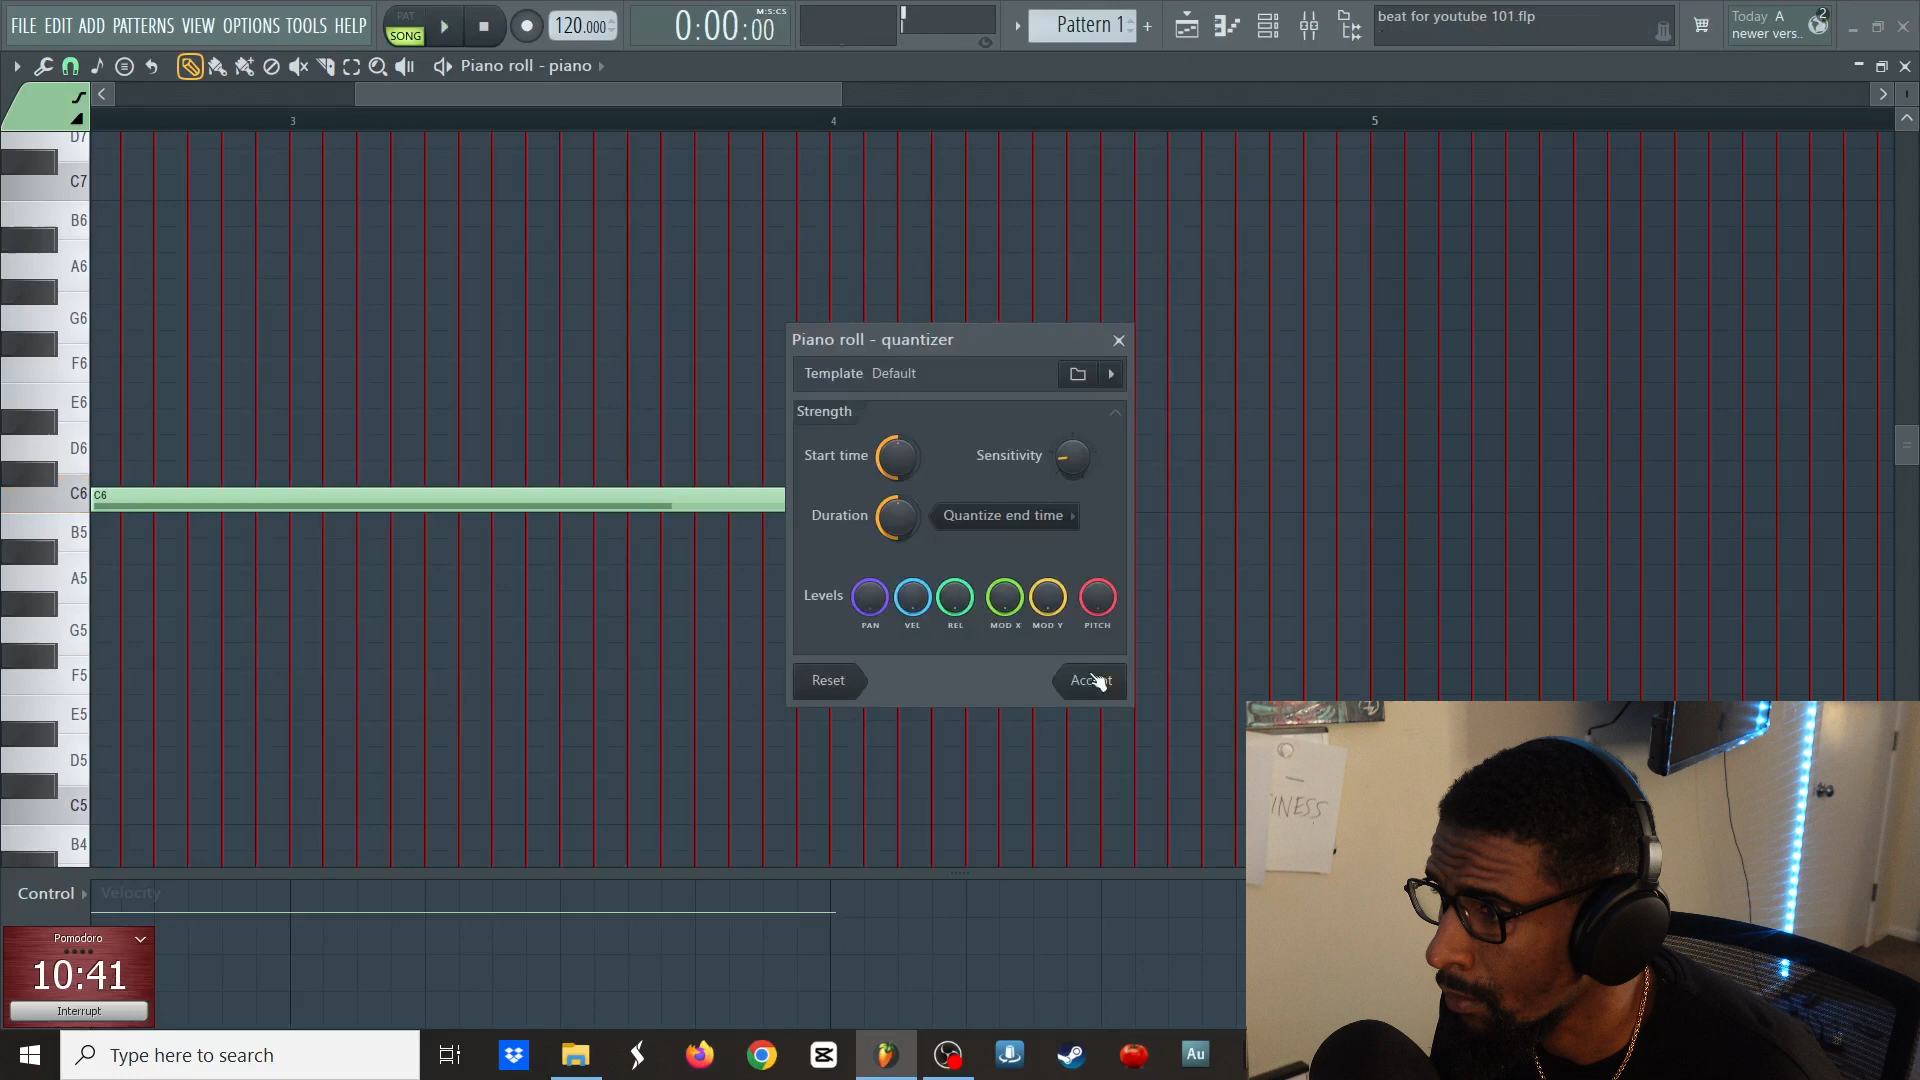 FILE EDIT ADD PATTERNS VIEW OPTIONS TOOLS HELP
PAT
SONG
120.000
0:00:00
M:S:CS
Pattern 1
beat for youtube 101.flp
Today A
newer vers..
2
Piano roll - piano
3
4
5
D7
C7
B6
A6
G6
F6
E6
D6
C6
B5
A5
G5
F5
E5
D5
C5
B4
C6
Piano roll - quantizer
Template Default
Strength
Start time
Sensitivity
Duration
Quantize end time
Levels
PAN VEL REL MOD X MOD Y PITCH
Reset
Accept
Control
Velocity
Pomodoro
10:41
Interrupt
INESS
Type here to search
Au